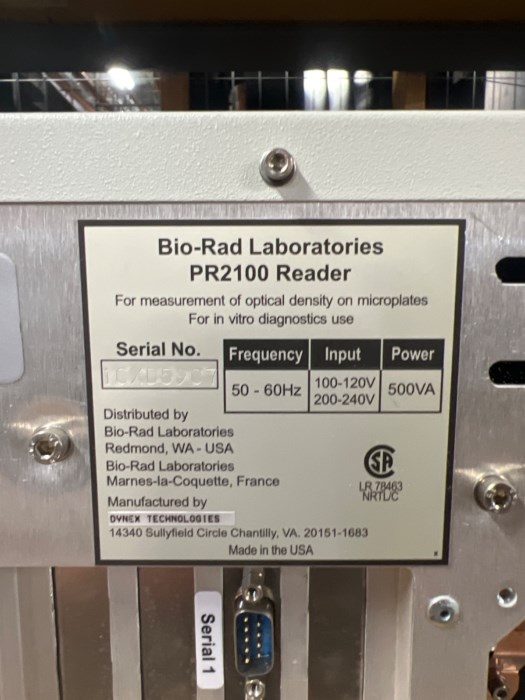 Bio-Rad Laboratories
PR2100 Reader
For measurement of optical density on microplates
For in vitro diagnostics use
Serial No.
Frequency Input Power
50 - 60Hz 100-120V 200-240V 500VA
Distributed by
Bio-Rad Laboratories
Redmond, WA - USA
Bio-Rad Laboratories
Marnes-la-Coquette, France
Manufactured by
DYNEX TECHNOLOGIES
14340 Sullyfield Circle Chantilly, VA. 20151-1683
Made in the USA
SA
LR 78463
NRTL/C
Serial 1